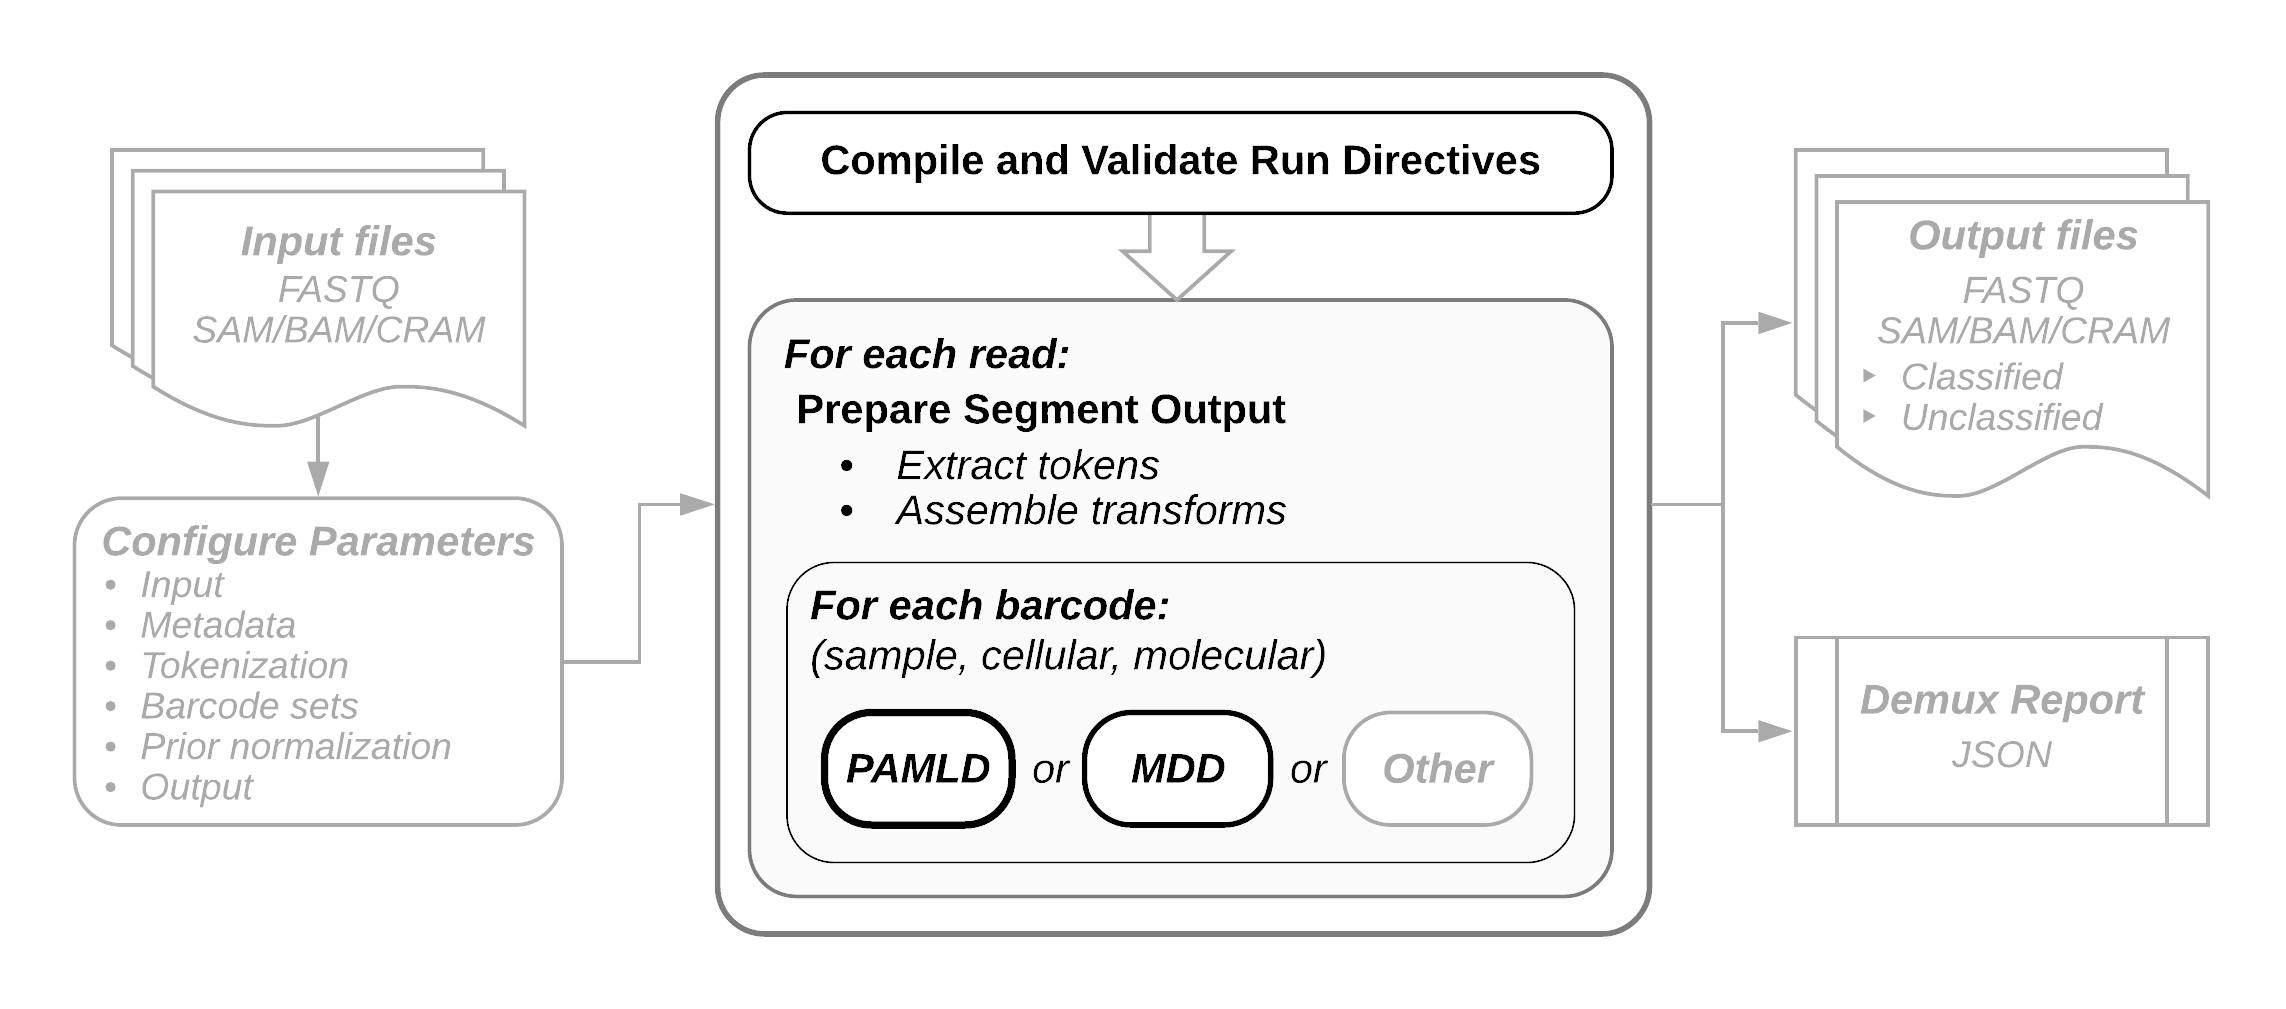 Input files
FASTQ
SAM/BAM/CRAM
Configure Parameters
• Input
• Metadata
• Tokenization
• Barcode sets
• Prior normalization
• Output
Compile and Validate Run Directives
For each read:
Prepare Segment Output
• Extract tokens
• Assemble transforms
For each barcode:
(sample, cellular, molecular)
PAMLD or MDD or Other
Output files
FASTQ
SAM/BAM/CRAM
‣ Classified
‣ Unclassified
Demux Report
JSON